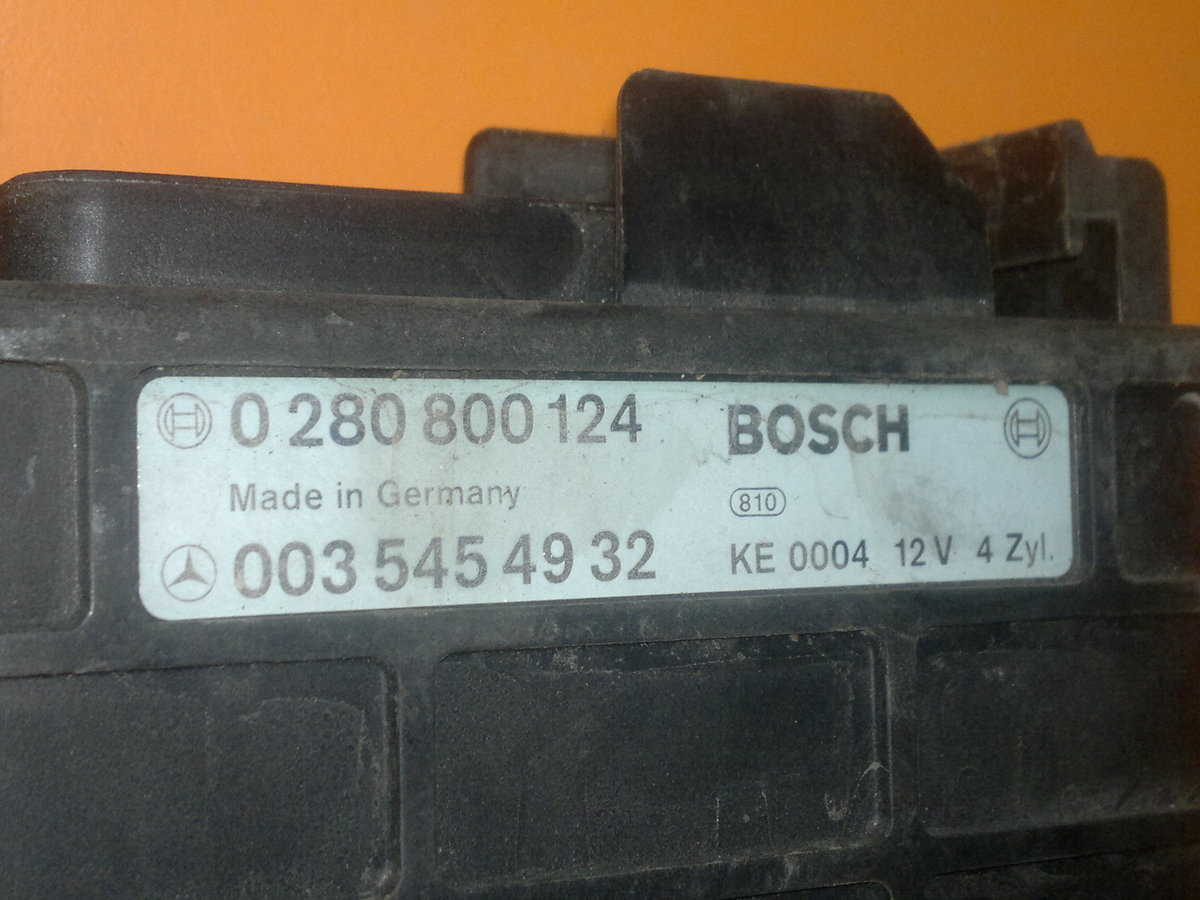 0 280 800 124 BOSCH
Made in Germany 810
003 545 49 32 KE 0004 12 V 4 Zyl.